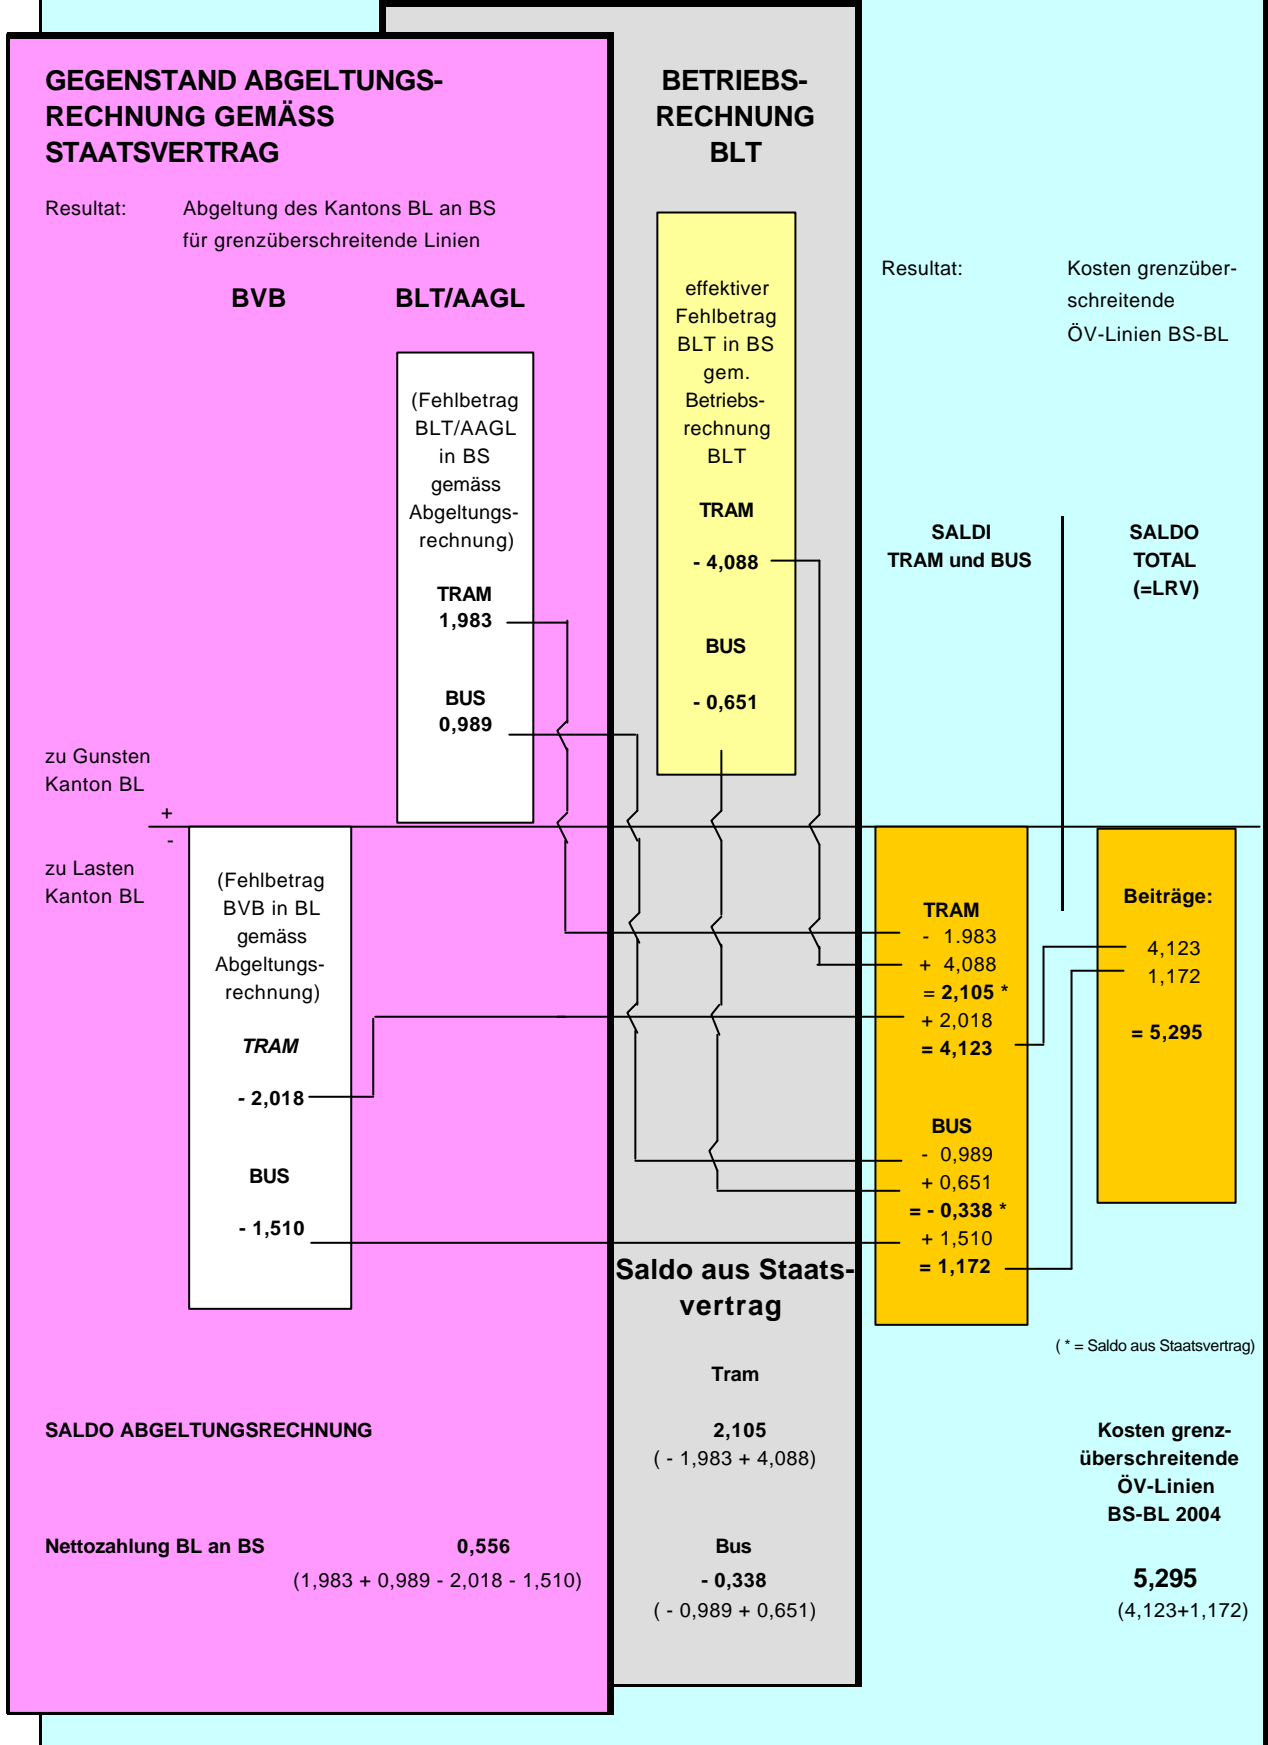 GEGENSTAND ABGELTUNGS-
RECHNUNG GEMÄSS
STAATSVERTRAG
Resultat: Abgeltung des Kantons BL an BS
für grenzüberschreitende Linien
BVB BLT/AAGL
(Fehlbetrag
BLT/AAGL
in BS
gemäss
Abgeltungs-
rechnung)
TRAM
1,983
BUS
0,989
zu Gunsten
Kanton BL
+
-
zu Lasten
Kanton BL
(Fehlbetrag
BVB in BL
gemäss
Abgeltungs-
rechnung)
TRAM
- 2,018
BUS
- 1,510
SALDO ABGELTUNGSRECHNUNG
Nettozahlung BL an BS 0,556
(1,983 + 0,989 - 2,018 - 1,510)
BETRIEBS-
RECHNUNG
BLT
effektiver
Fehlbetrag
BLT in BS
gem.
Betriebs-
rechnung
BLT
TRAM
- 4,088
BUS
- 0,651
Saldo aus Staats-
vertrag
Tram
2,105
( - 1,983 + 4,088)
Bus
- 0,338
( - 0,989 + 0,651)
Resultat: Kosten grenzüber-
schreitende
ÖV-Linien BS-BL
SALDI
TRAM und BUS
SALDO
TOTAL
(=LRV)
TRAM
- 1.983
+ 4,088
= 2,105 *
+ 2,018
= 4,123
BUS
- 0,989
+ 0,651
= - 0,338 *
+ 1,510
= 1,172
Beiträge:
4,123
1,172
= 5,295
( * = Saldo aus Staatsvertrag)
Kosten grenz-
überschreitende
ÖV-Linien
BS-BL 2004
5,295
(4,123+1,172)